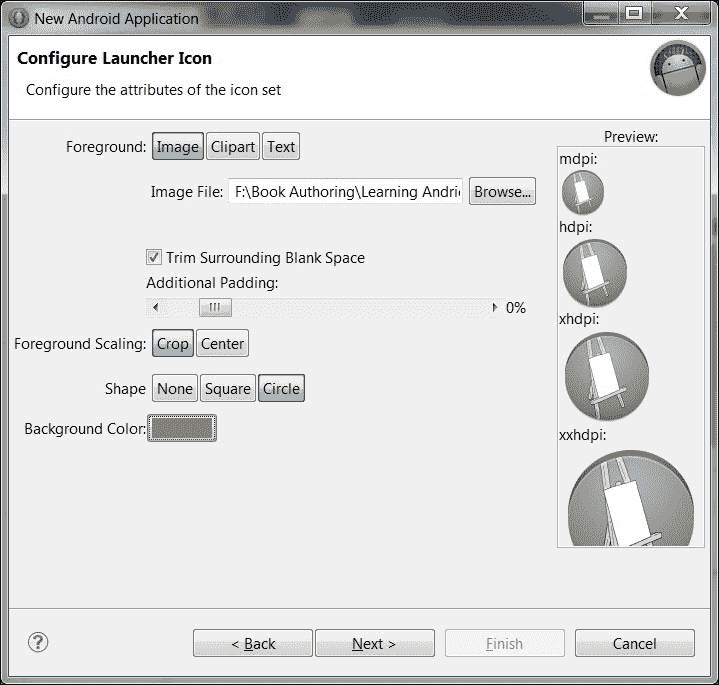 New Android Application
Configure Launcher Icon
Configure the attributes of the icon set
Foreground: Image Clipart Text
Image File: F:\Book Authoring\Learning Andri Browse...
Trim Surrounding Blank Space
Additional Padding:
0%
Foreground Scaling: Crop Center
Shape None Square Circle
Background Color:
Preview:
mdpi:
hdpi:
xhdpi:
xxhdpi:
?
< Back Next > Finish Cancel